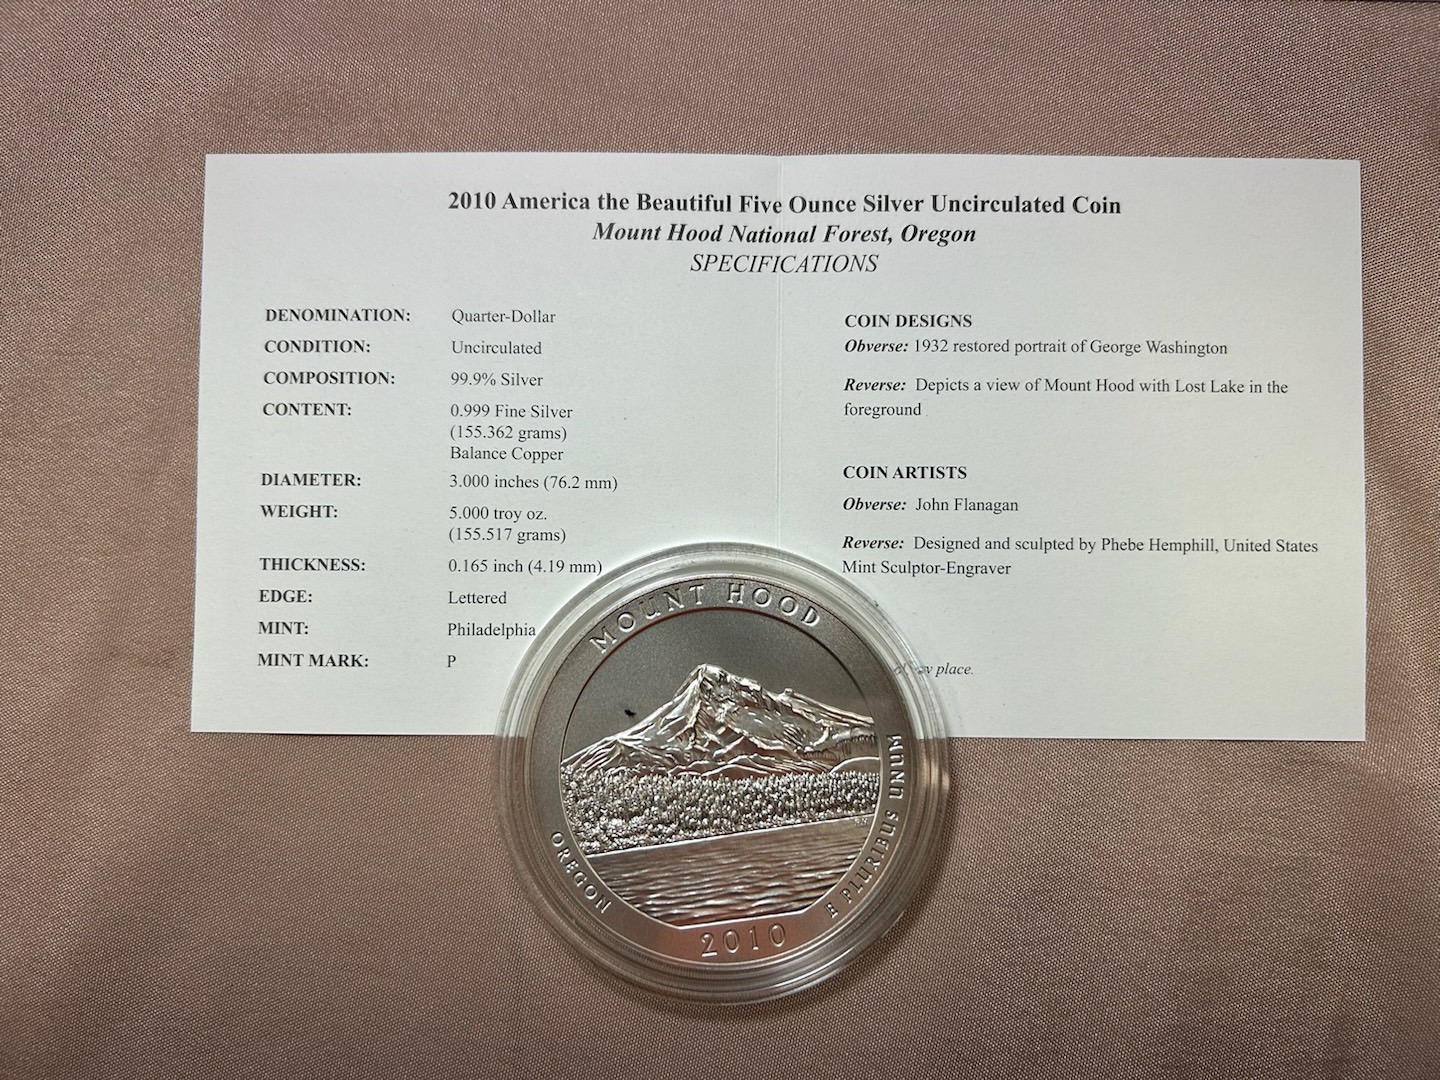 2010 America the Beautiful Five Ounce Silver Uncirculated Coin
Mount Hood National Forest, Oregon
SPECIFICATIONS
DENOMINATION: Quarter-Dollar
CONDITION: Uncirculated
COMPOSITION: 99.9% Silver
CONTENT: 0.999 Fine Silver
(155.362 grams)
Balance Copper
DIAMETER: 3.000 inches (76.2 mm)
WEIGHT: 5.000 troy oz.
(155.517 grams)
THICKNESS: 0.165 inch (4.19 mm)
EDGE: Lettered
MINT: Philadelphia
MINT MARK: P
COIN DESIGNS
Obverse: 1932 restored portrait of George Washington
Reverse: Depicts a view of Mount Hood with Lost Lake in the
foreground
COIN ARTISTS
Obverse: John Flanagan
Reverse: Designed and sculpted by Phebe Hemphill, United States
Mint Sculptor-Engraver
place.
MOUNT HOOD
OREGON
2010
E PLURIBUS UNUM